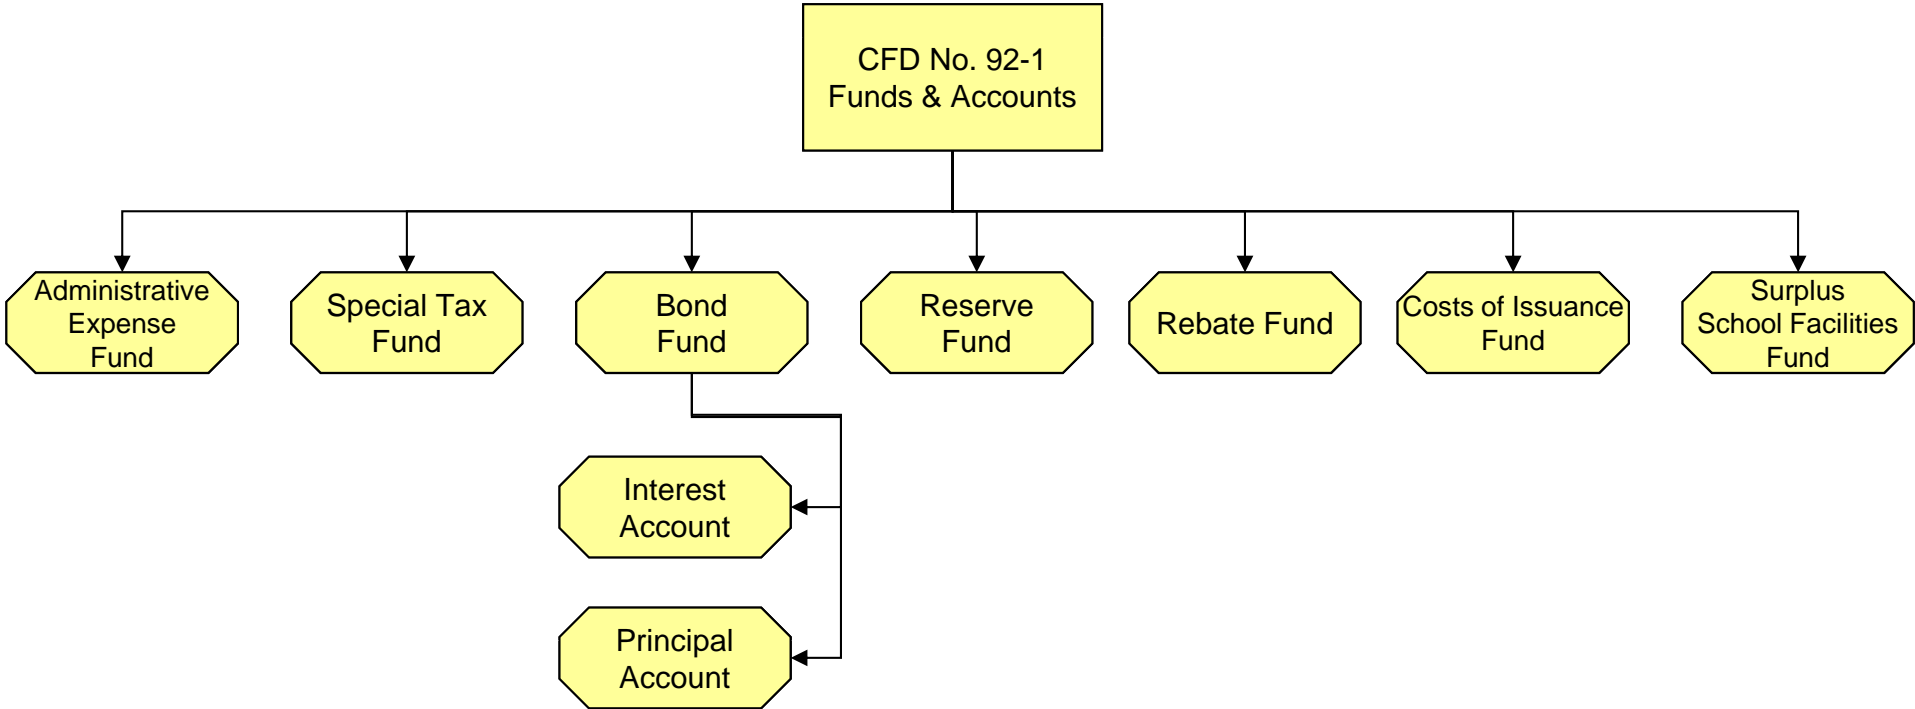 CFD No. 92-1
Funds & Accounts
Administrative
Expense
Fund
Special Tax
Fund
Bond
Fund
Reserve
Fund
Rebate Fund
Costs of Issuance
Fund
Surplus
School Facilities
Fund
Interest
Account
Principal
Account